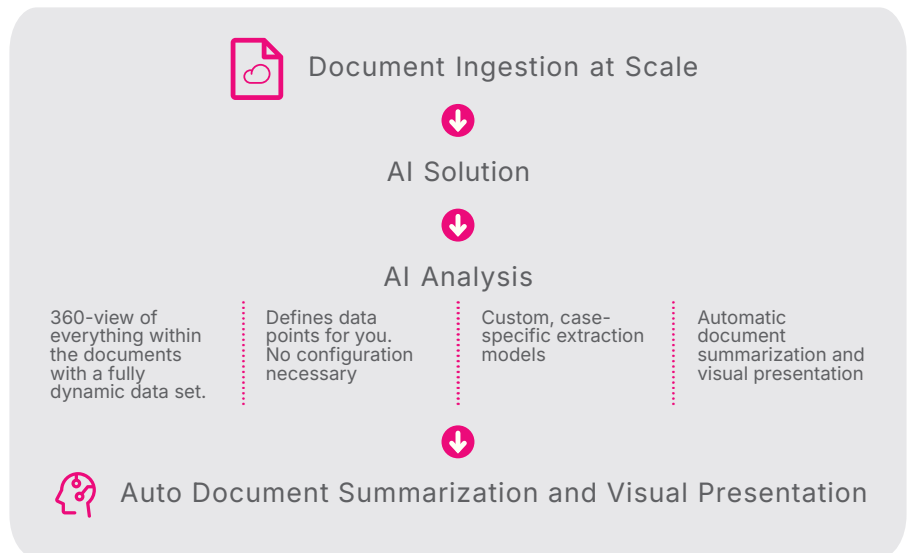 Document Ingestion at Scale
AI Solution
AI Analysis
360-view of
everything within
the documents
with a fully
dynamic data set.
Defines data
points for you.
No configuration
necessary
Custom, case-
specific extraction
models
Automatic
document
summarization and
visual presentation
Auto Document Summarization and Visual Presentation